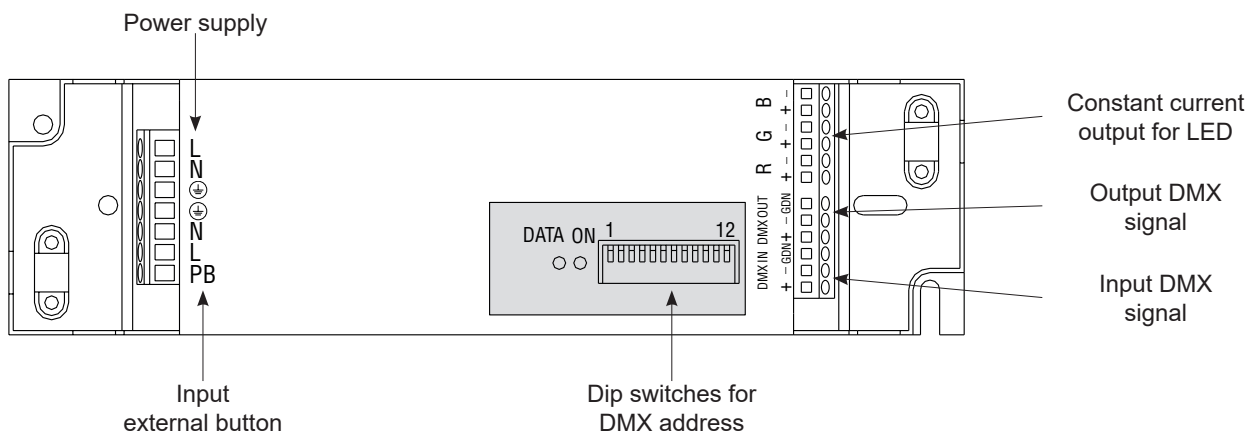 Power supply
L
N
N
L
PB
DATA ON 1 12
R G B
+ - + - + -
DMX IN DMX OUT
+ - GDN + - GDN
Constant current
output for LED
Output DMX
signal
Input DMX
signal
Input
external button
Dip switches for
DMX address